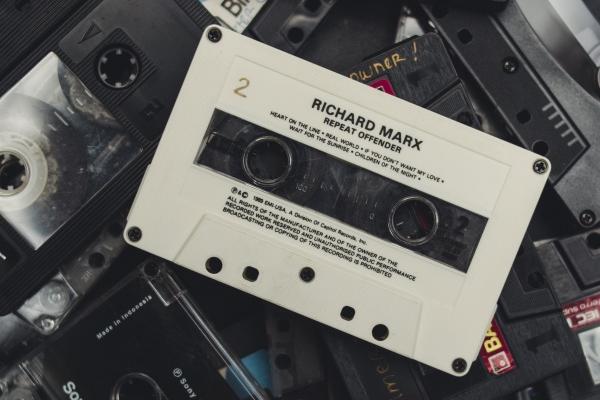 owner!
2
RICHARD MARX
REPEAT OFFENDER
HEART ON THE LINE • REAL WORLD • IF YOU DON'T WANT MY LOVE •
WAIT FOR THE SUNRISE • CHILDREN OF THE NIGHT •
℗&© 1989 EMI-USA, A Division Of Capitol Records, Inc.
ALL RIGHTS OF THE MANUFACTURER AND OF THE OWNER OF THE
RECORDED WORK RESERVED AND UNAUTHORISED PUBLIC PERFORMANCE
BROADCASTING OR COPYING OF THIS RECORDING IS PROHIBITED
Made in Indonesia
℗ Sony